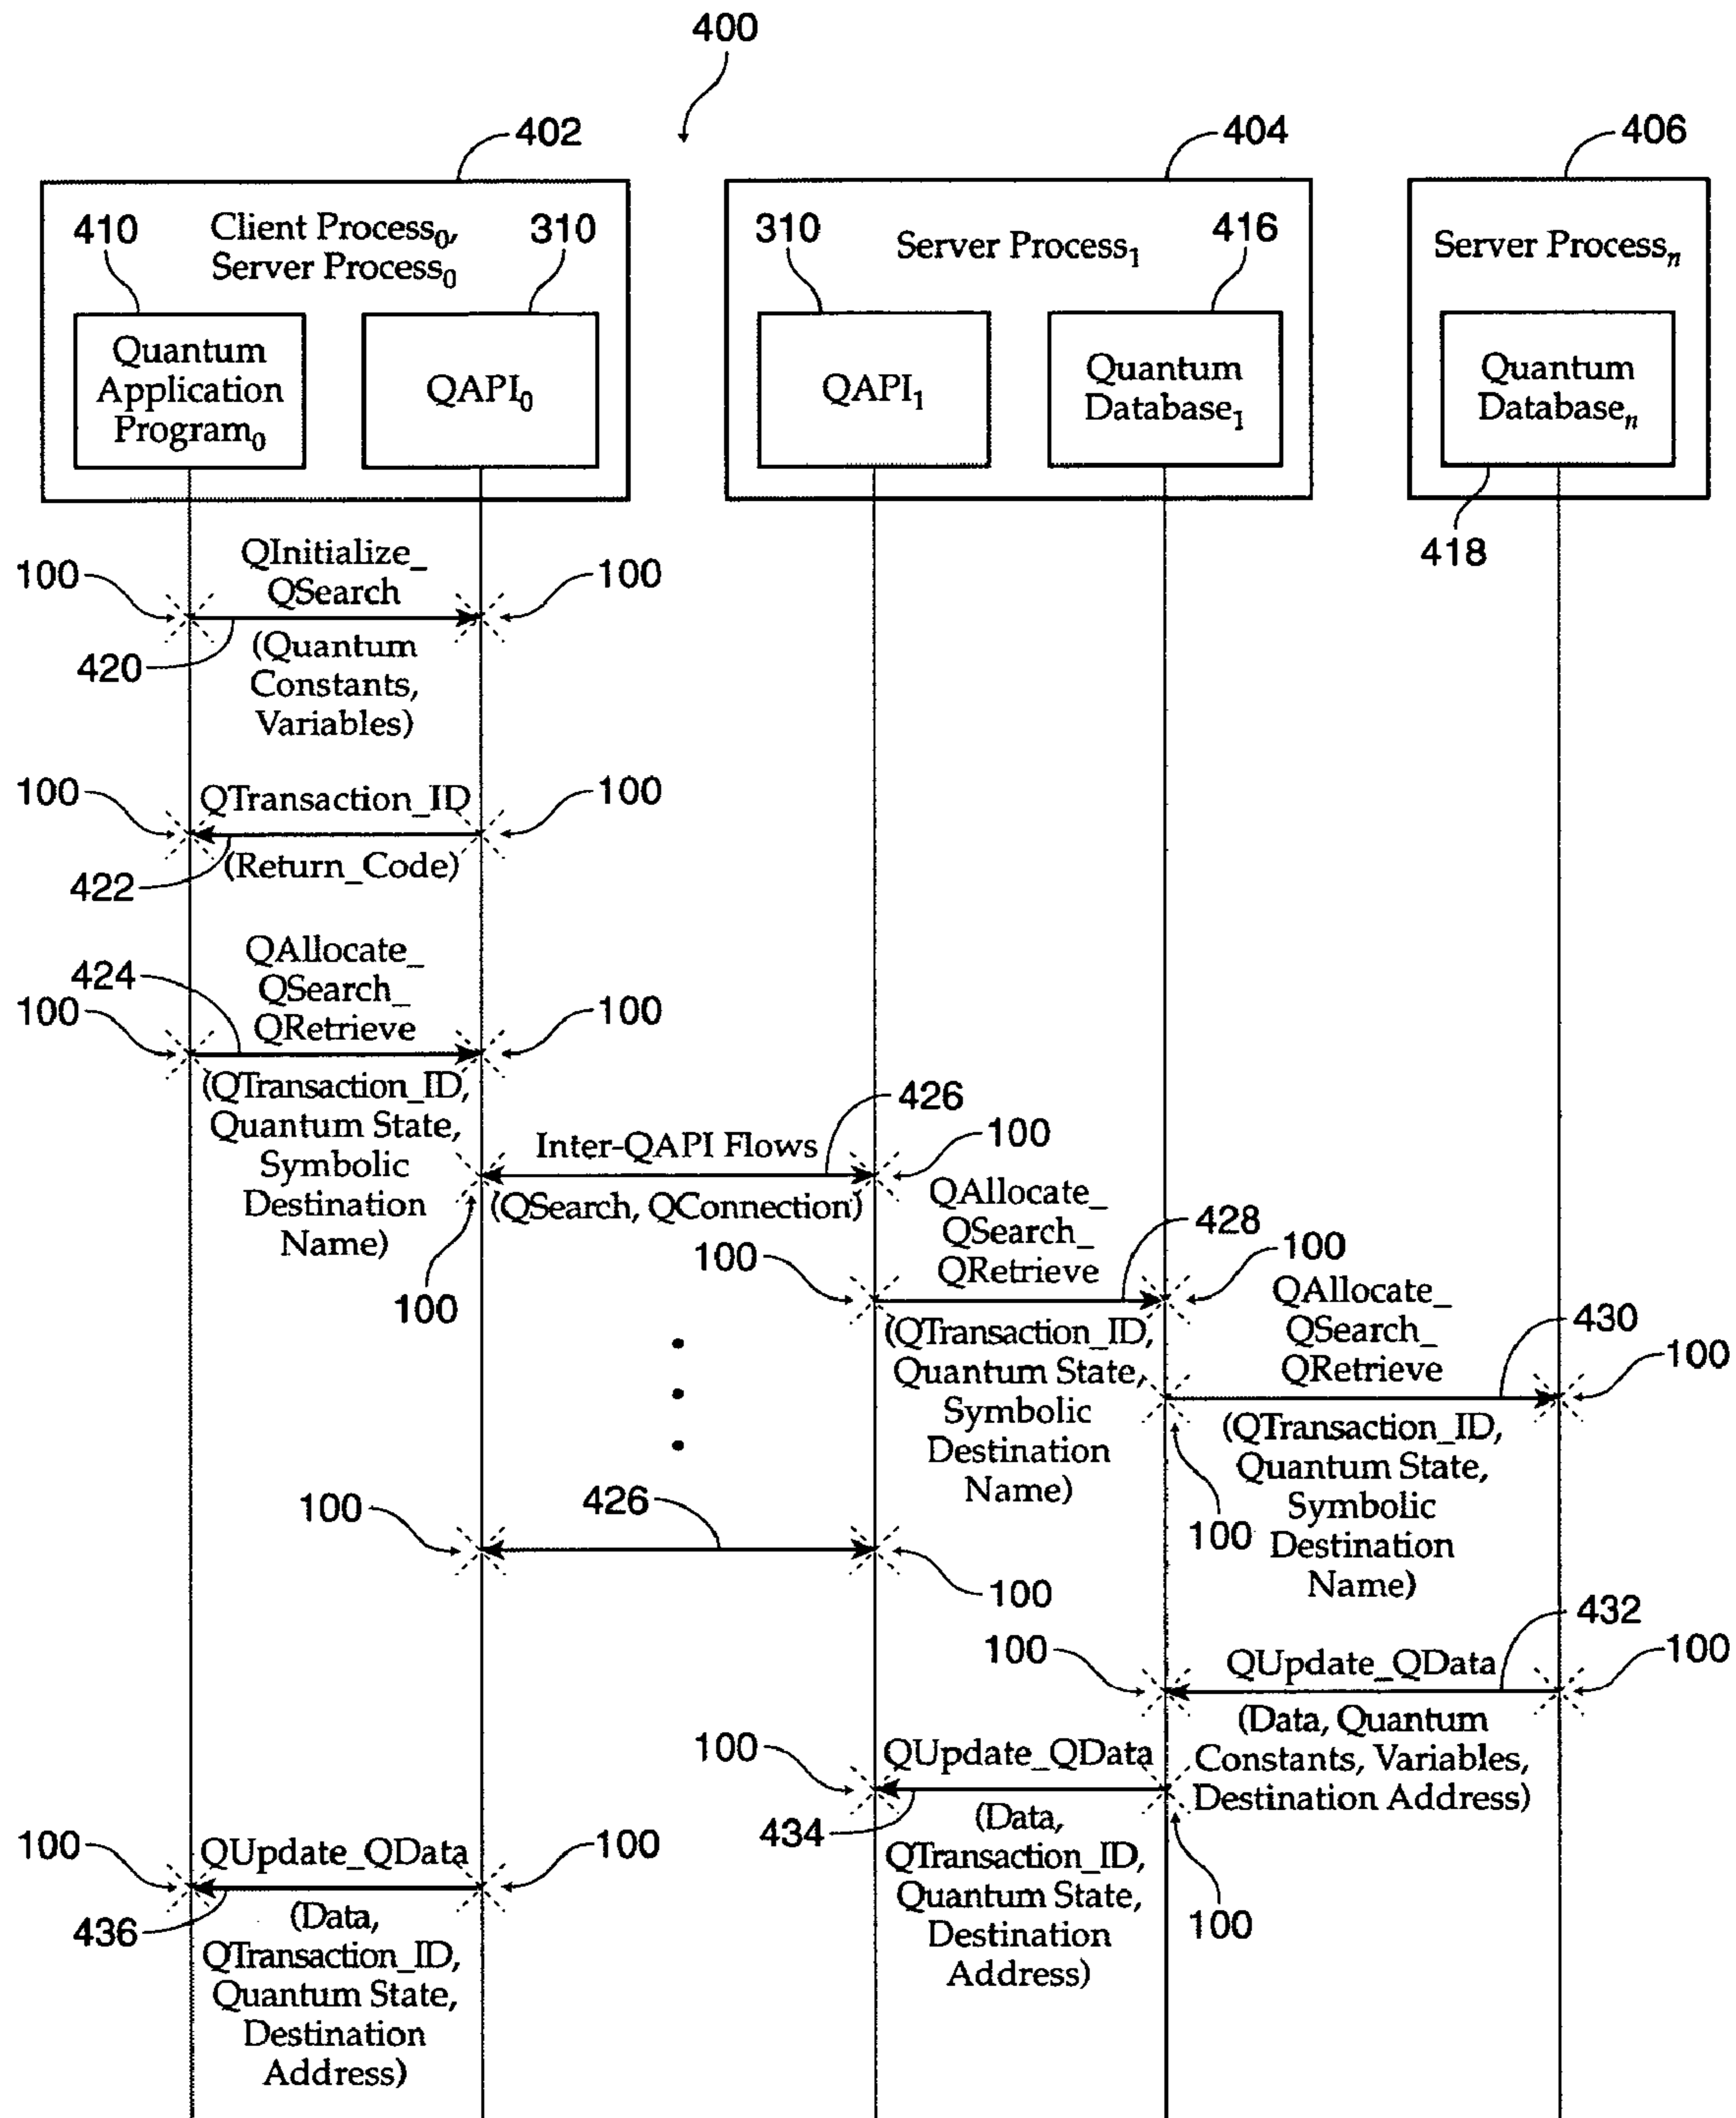 400
402
404
406
410
Client Process0,
Server Process0
310
310
Server Process1
416
Server Processn
Quantum
Application
Program0
QAPI0
QAPI1
Quantum
Database1
Quantum
Databasen
418
100
QInitialize_
QSearch
100
420
(Quantum
Constants,
Variables)
100
QTransaction_ID
100
422
(Return_Code)
424
QAllocate_
QSearch_
QRetrieve
100
100
(QTransaction_ID,
Quantum State,
Symbolic
Destination
Name)
426
Inter-QAPI Flows
100
(QSearch, QConnection)
100
QAllocate_
QSearch_
QRetrieve
428
100
100
(QTransaction_ID,
Quantum State,
Symbolic
Destination
Name)
QAllocate_
QSearch_
QRetrieve
430
100
100
(QTransaction_ID,
Quantum State,
Symbolic
Destination
Name)
100
426
100
432
100
QUpdate_QData
100
(Data, Quantum
Constants, Variables,
Destination Address)
100
QUpdate_QData
434
(Data,
QTransaction_ID,
Quantum State,
Destination
Address)
100
100
QUpdate_QData
100
436
(Data,
QTransaction_ID,
Quantum State,
Destination
Address)